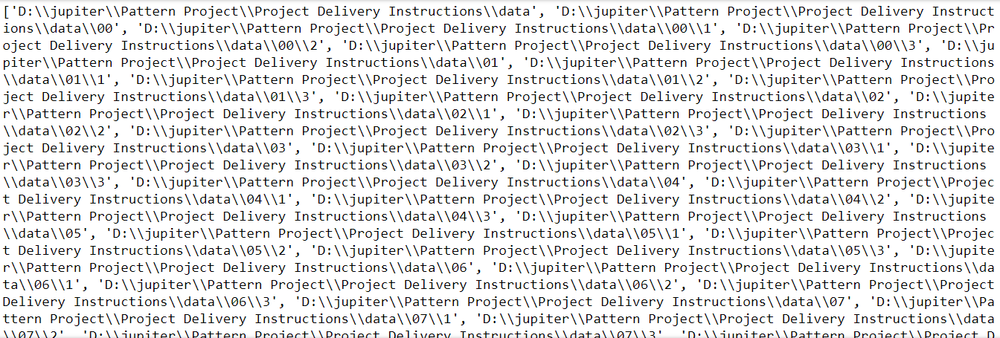 ['D:\\jupiter\\Pattern Project\\Project Delivery Instructions\\data', 'D:\\jupiter\\Pattern Project\\Project Delivery Instruct
ions\\data\\00', 'D:\\jupiter\\Pattern Project\\Project Delivery Instructions\\data\\00\\1', 'D:\\jupiter\\Pattern Project\\Pr
oject Delivery Instructions\\data\\00\\2', 'D:\\jupiter\\Pattern Project\\Project Delivery Instructions\\data\\00\\3', 'D:\\ju
piter\\Pattern Project\\Project Delivery Instructions\\data\\01', 'D:\\jupiter\\Pattern Project\\Project Delivery Instructions
\\data\\01\\1', 'D:\\jupiter\\Pattern Project\\Project Delivery Instructions\\data\\01\\2', 'D:\\jupiter\\Pattern Project\\Pro
ject Delivery Instructions\\data\\01\\3', 'D:\\jupiter\\Pattern Project\\Project Delivery Instructions\\data\\02', 'D:\\jupite
r\\Pattern Project\\Project Delivery Instructions\\data\\02\\1', 'D:\\jupiter\\Pattern Project\\Project Delivery Instructions
\\data\\02\\2', 'D:\\jupiter\\Pattern Project\\Project Delivery Instructions\\data\\02\\3', 'D:\\jupiter\\Pattern Project\\Pro
ject Delivery Instructions\\data\\03', 'D:\\jupiter\\Pattern Project\\Project Delivery Instructions\\data\\03\\1', 'D:\\jupite
r\\Pattern Project\\Project Delivery Instructions\\data\\03\\2', 'D:\\jupiter\\Pattern Project\\Project Delivery Instructions
\\data\\03\\3', 'D:\\jupiter\\Pattern Project\\Project Delivery Instructions\\data\\04', 'D:\\jupiter\\Pattern Project\\Projec
t Delivery Instructions\\data\\04\\1', 'D:\\jupiter\\Pattern Project\\Project Delivery Instructions\\data\\04\\2', 'D:\\jupite
r\\Pattern Project\\Project Delivery Instructions\\data\\04\\3', 'D:\\jupiter\\Pattern Project\\Project Delivery Instructions
\\data\\05', 'D:\\jupiter\\Pattern Project\\Project Delivery Instructions\\data\\05\\1', 'D:\\jupiter\\Pattern Project\\Projec
t Delivery Instructions\\data\\05\\2', 'D:\\jupiter\\Pattern Project\\Project Delivery Instructions\\data\\05\\3', 'D:\\jupite
r\\Pattern Project\\Project Delivery Instructions\\data\\06', 'D:\\jupiter\\Pattern Project\\Project Delivery Instructions\\da
ta\\06\\1', 'D:\\jupiter\\Pattern Project\\Project Delivery Instructions\\data\\06\\2', 'D:\\jupiter\\Pattern Project\\Project
Delivery Instructions\\data\\06\\3', 'D:\\jupiter\\Pattern Project\\Project Delivery Instructions\\data\\07', 'D:\\jupiter\\Pa
ttern Project\\Project Delivery Instructions\\data\\07\\1', 'D:\\jupiter\\Pattern Project\\Project Delivery Instructions\\data
\\07\\2', 'D:\\jupiter\\Pattern Project\\Project Delivery Instructions\\data\\07\\3', 'D:\\jupiter\\Pattern Project\\Project D